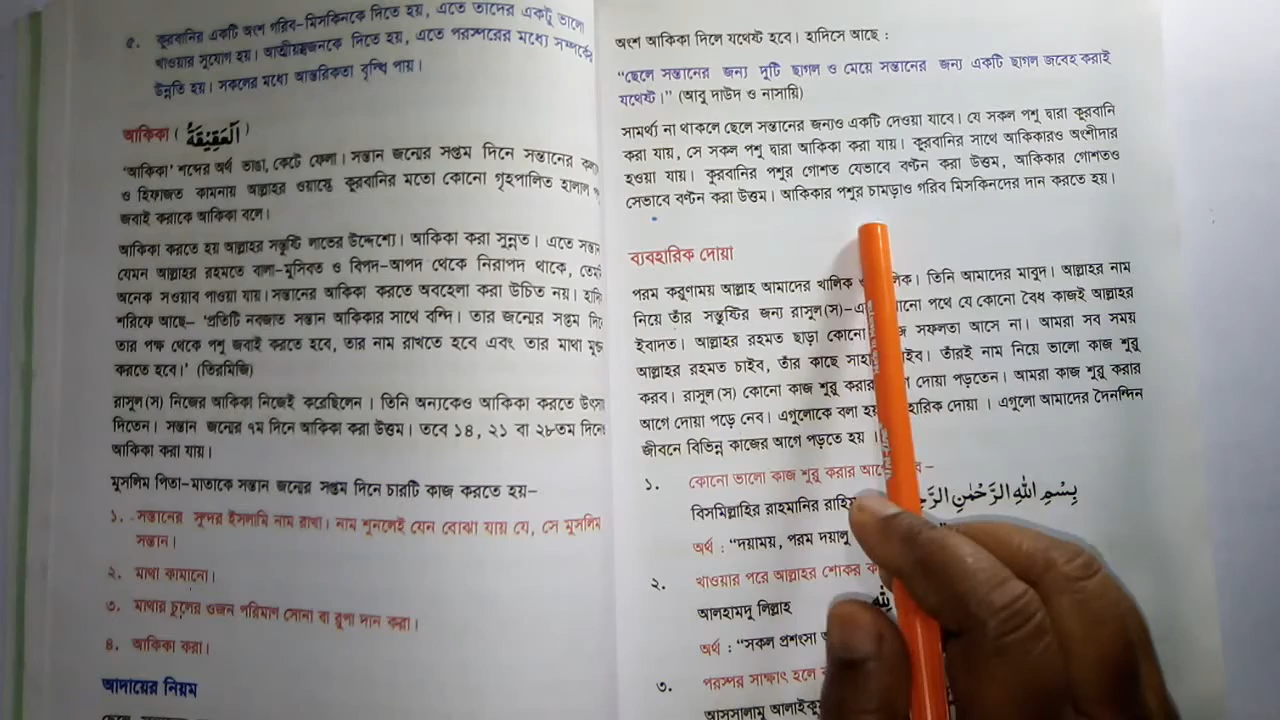 ৫. কুরবানির একটি অংশ গরিব-মিসকিনকে দিতে হয়, এতে তাদের একটু ভালো
খাওয়ার সুযোগ হয়। আত্মীয়স্বজনকে দিতে হয়, এতে পরস্পরের মধ্যে সম্পর্কের
উন্নতি হয়। সকলের মধ্যে আন্তরিকতা বৃদ্ধি পায়।
আকিকা (اَلْعَقِيْقَةُ)
'আকিকা' শব্দের অর্থ ভাঙা, কেটে ফেলা। সন্তান জন্মের সপ্তম দিনে সন্তানের
ও হিফাজত কামনায় আল্লাহর ওয়াস্তে কুরবানির মতো কোনো গৃহপালিত হালাল
জবাই করাকে আকিকা বলে।
আকিকা করতে হয় আল্লাহর সন্তুষ্টি লাভের উদ্দেশ্যে। আকিকা করা সুন্নত। এতে
যেমন আল্লাহর রহমতে বালা-মুসিবত ও বিপদ-আপদ থেকে নিরাপদ থাকে,
অনেক সওয়াব পাওয়া যায়। সন্তানের আকিকা করতে অবহেলা করা উচিত নয়।
শরিফে আছে- 'প্রতিটি নবজাত সন্তান আকিকার সাথে বন্দি। তার জন্মের সপ্তম
তার পক্ষ থেকে পশু জবাই করতে হবে, তার নাম রাখতে হবে এবং তার মাথা
করতে হবে।' (তিরমিজি)
রাসুল(স) নিজের আকিকা নিজেই করেছিলেন। তিনি অন্যকেও আকিকা করতে
দিতেন। সন্তান জন্মের ৭ম দিনে আকিকা করা উত্তম। তবে ১৪, ২১ বা ২৮তম দিনেও
আকিকা করা যায়।
মুসলিম পিতা-মাতাকে সন্তান জন্মের সপ্তম দিনে চারটি কাজ করতে হয়–
১. সন্তানের সুন্দর ইসলামি নাম রাখা। নাম শুনলেই যেন বোঝা যায় যে, সে মুসলিম
সন্তান।
২. মাথা কামানো।
৩. মাথার চুলের ওজন পরিমাণ সোনা বা রুপা দান করা।
৪. আকিকা করা।
আদায়ের নিয়ম
অংশ আকিকা দিলে যথেষ্ট হবে। হাদিসে আছে :
"ছেলে সন্তানের জন্য দুটি ছাগল ও মেয়ে সন্তানের জন্য একটি ছাগল জবেহ করাই
যথেষ্ট।" (আবু দাউদ ও নাসায়ি)
সামর্থ্য না থাকলে ছেলে সন্তানের জন্যও একটি দেওয়া যাবে। যে সকল পশু দ্বারা কুরবানি
করা যায়, সে সকল পশু দ্বারা আকিকা করা যায়। কুরবানির সাথে আকিকারও অংশীদার
হওয়া যায়। কুরবানির পশুর গোশত যেভাবে বণ্টন করা উত্তম, আকিকার গোশতও
সেভাবে বণ্টন করা উত্তম। আকিকার পশুর চামড়াও গরিব মিসকিনদের দান করতে হয়।
ব্যবহারিক দোয়া
পরম করুণাময় আল্লাহ আমাদের খালিক তিনি আমাদের মাবুদ। আল্লাহর নাম
নিয়ে তাঁর সন্তুষ্টির জন্য রাসুল(স)- পথে যে কোনো বৈধ কাজই আল্লাহর
ইবাদত। আল্লাহর রহমত ছাড়া কোনো সফলতা আসে না। আমরা সব সময়
আল্লাহর রহমত চাইব, তাঁর কাছে তাঁরই নাম নিয়ে ভালো কাজ শুরু
করব। রাসুল(স) কোনো কাজ শুরু করার দোয়া পড়তেন। আমরা কাজ শুরু করার
আগে দোয়া পড়ে নেব। এগুলোকে বলা হয় দোয়া। এগুলো আমাদের দৈনন্দিন
জীবনে বিভিন্ন কাজের আগে পড়তে হয়।
১. কোনো ভালো কাজ শুরু করার
বিসমিল্লাহির রাহমানির بِسْمِ اللهِ الرَّحْمٰنِ
অর্থ : "দয়াময়, পরম দয়ালু
২. খাওয়ার পরে আল্লাহর শোকর
আলহামদু লিল্লাহ
অর্থ : "সকল প্রশংসা
৩. পরস্পর সাক্ষাৎ হলে
আসসালামু